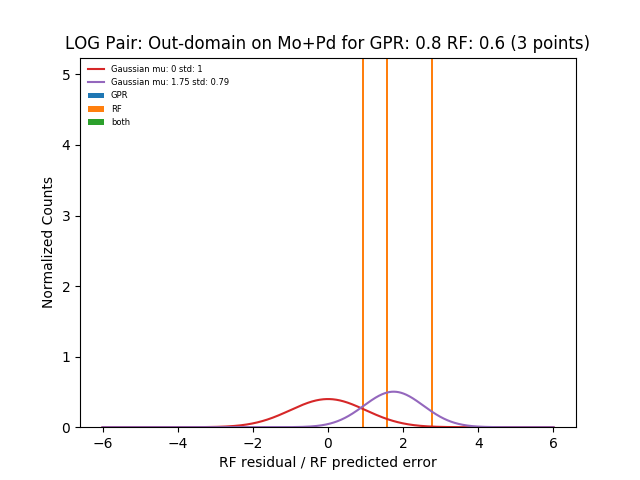 LOG Pair: Out-domain on Mo+Pd for GPR: 0.8 RF: 0.6 (3 points)
Gaussian mu: 0 std: 1
Gaussian mu: 1.75 std: 0.79
GPR
RF
both
Normalized Counts
5
4
3
2
1
0
−6 −4 −2 0 2 4 6
RF residual / RF predicted error